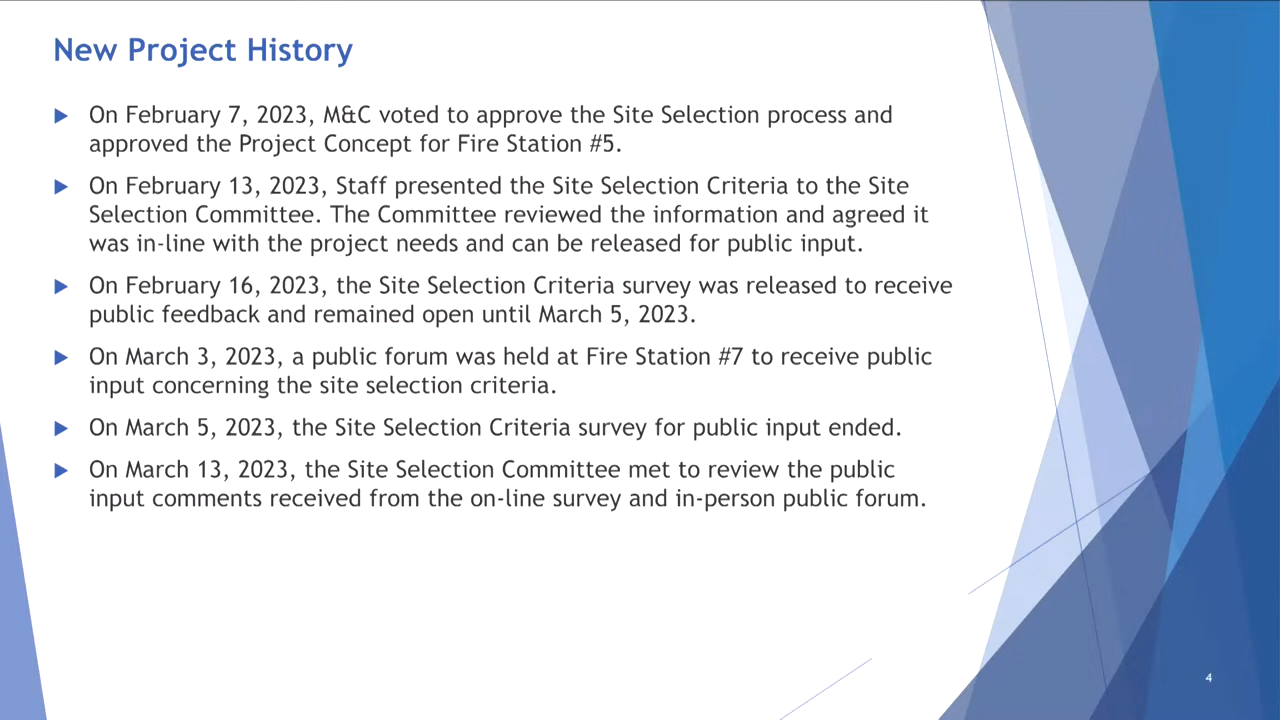 New Project History
On February 7, 2023, M&C voted to approve the Site Selection process and
approved the Project Concept for Fire Station #5.
On February 13, 2023, Staff presented the Site Selection Criteria to the Site
Selection Committee. The Committee reviewed the information and agreed it
was in-line with the project needs and can be released for public input.
On February 16, 2023, the Site Selection Criteria survey was released to receive
public feedback and remained open until March 5, 2023.
On March 3, 2023, a public forum was held at Fire Station #7 to receive public
input concerning the site selection criteria.
On March 5, 2023, the Site Selection Criteria survey for public input ended.
On March 13, 2023, the Site Selection Committee met to review the public
input comments received from the on-line survey and in-person public forum.
4